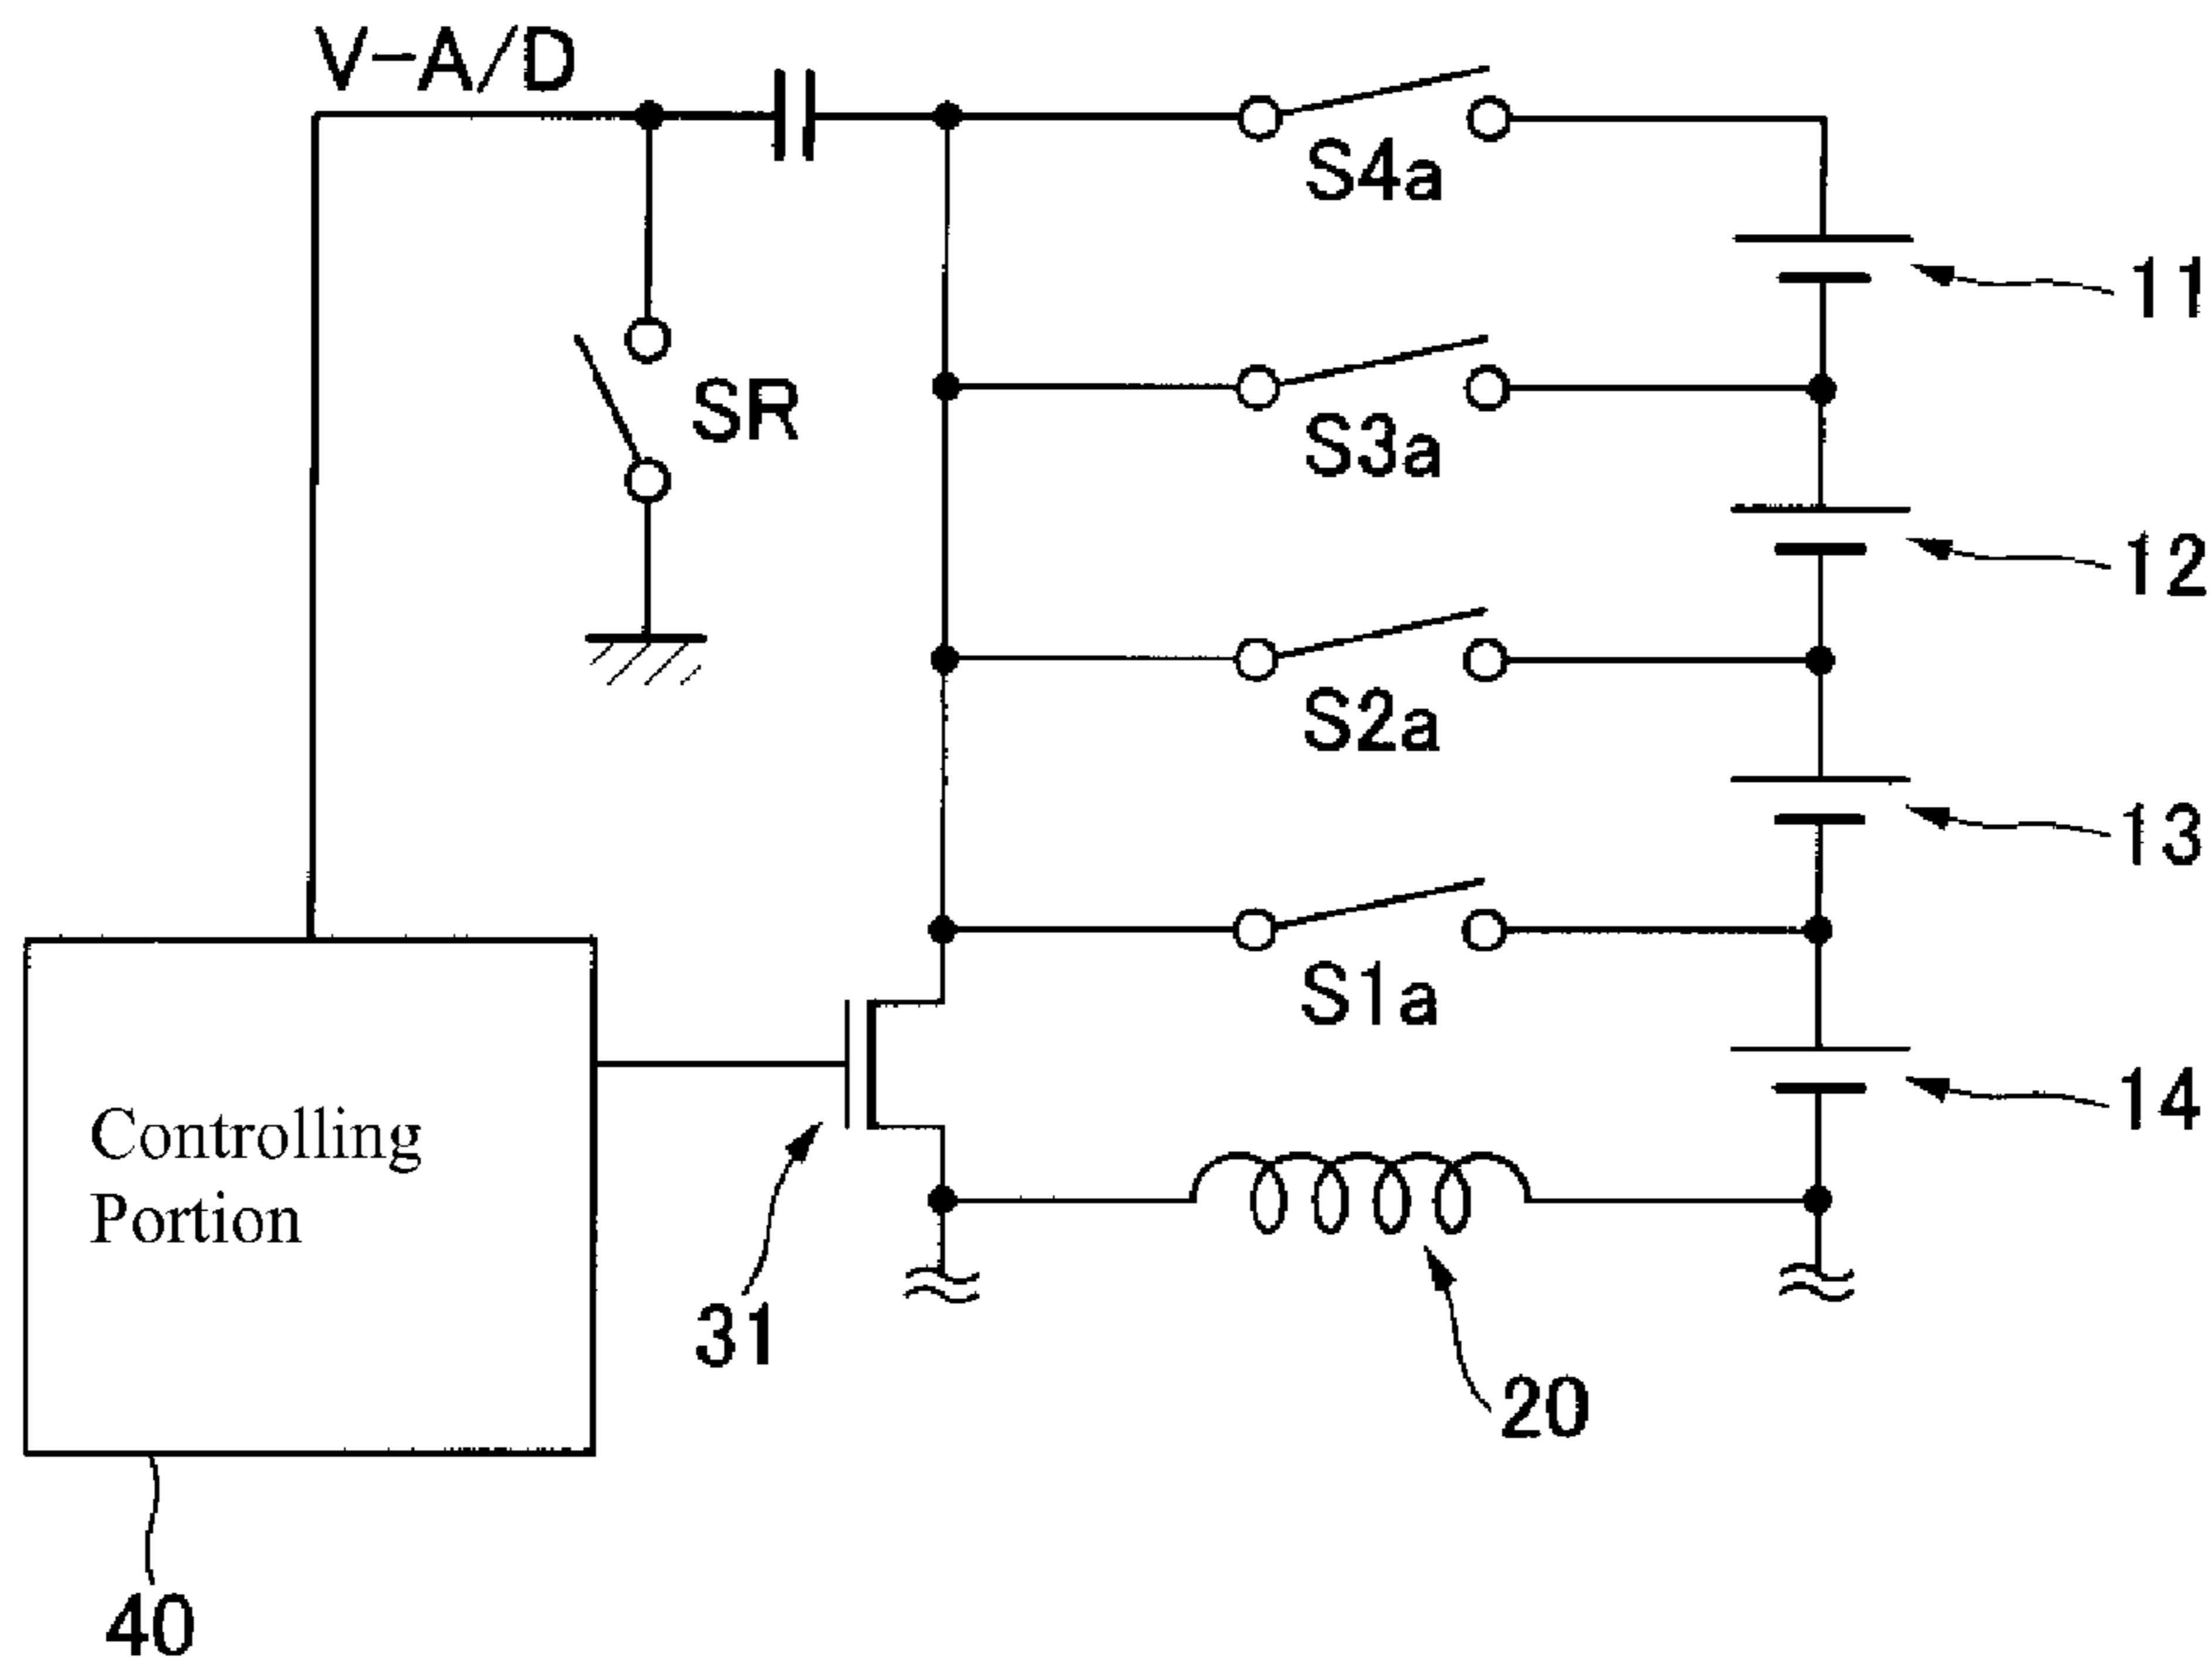 V-A/D
S4a
11
SR
S3a
12
S2a
13
S1a
14
Controlling
Portion
31
20
40